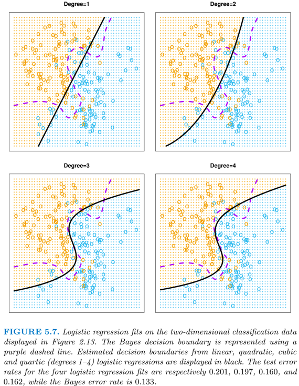 Degree=1
Degree=2
Degree=3
Degree=4
FIGURE 5.7. Logistic regression fits on the two-dimensional classification data
displayed in Figure 2.13. The Bayes decision boundary is represented using a
purple dashed line. Estimated decision boundaries from linear, quadratic, cubic
and quartic (degrees 1–4) logistic regressions are displayed in black. The test error
rates for the four logistic regression fits are respectively 0.201, 0.197, 0.160, and
0.162, while the Bayes error rate is 0.133.